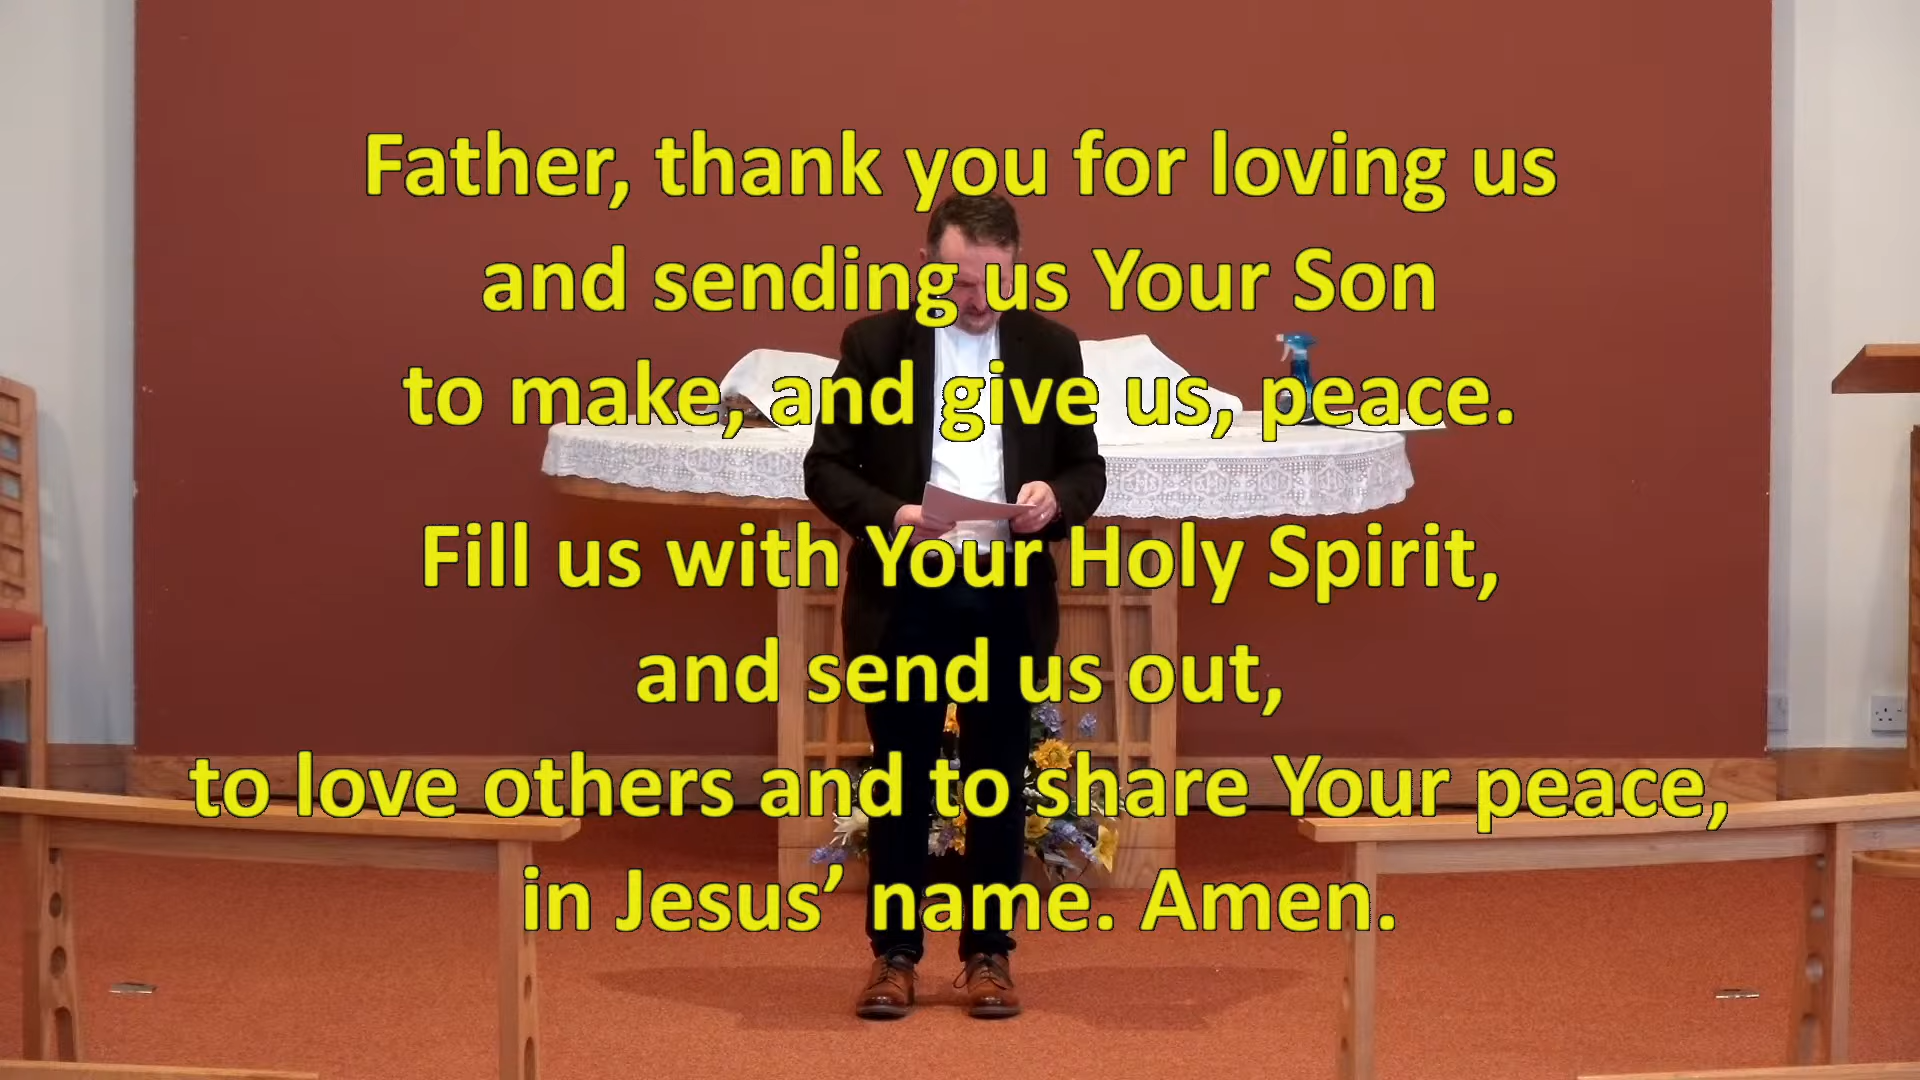 Father, thank you for loving us
and sending us Your Son
to make, and give us, peace.
Fill us with Your Holy Spirit,
and send us out,
to love others and to share Your peace,
in Jesus’ name. Amen.